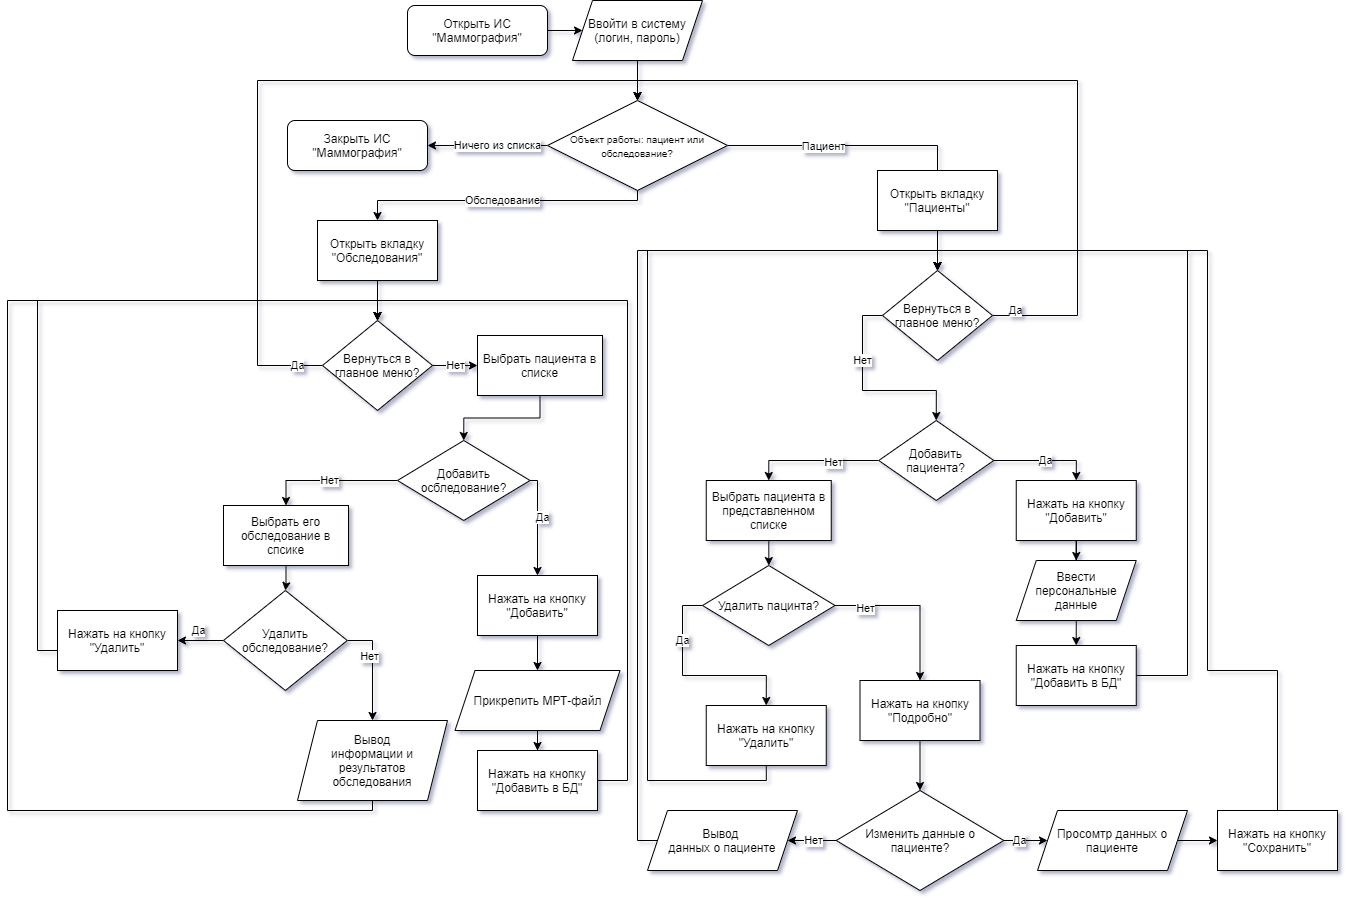 Открыть ИС
"Маммография"
Ввойти в систему
(логин, пароль)
Закрыть ИС
"Маммография"
Ничего из списка
Объект работы: пациент или
обследование?
Пациент
Обследование
Открыть вкладку
"Пациенты"
Открыть вкладку
"Обследования"
Вернуться в
главное меню?
Да
Нет
Вернуться в
главное меню?
Да
Нет
Выбрать пациента в
списке
Добавить
пациента?
Нет
Да
Добавить
осбледование?
Нет
Да
Выбрать пациента в
представленном
списке
Нажать на кнопку
"Добавить"
Выбрать его
обследование в
спсике
Ввести
персональные
данные
Нажать на кнопку
"Добавить"
Удалить пацинта?
Нет
Да
Нажать на кнопку
"Удалить"
Да
Удалить
обследование?
Нет
Нажать на кнопку
"Добавить в БД"
Прикрепить МРТ-файл
Нажать на кнопку
"Подробно"
Нажать на кнопку
"Удалить"
Вывод
информации и
результатов
обследования
Нажать на кнопку
"Добавить в БД"
Вывод
данных о пациенте
Нет
Изменить данные о
пациенте?
Да
Просомтр данных о
пациенте
Нажать на кнопку
"Сохранить"